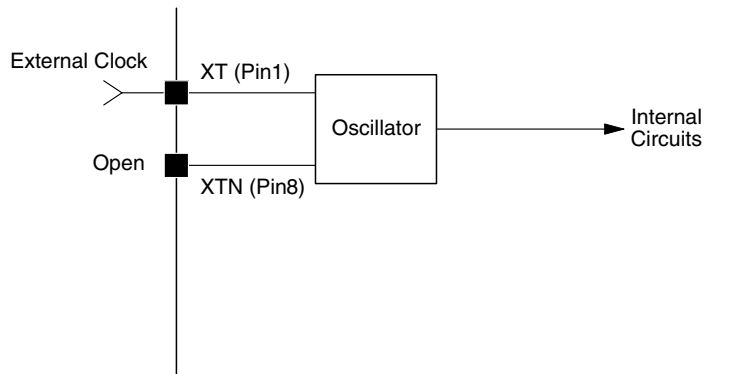 External Clock
XT (Pin1)
Oscillator
Internal
Circuits
Open
XTN (Pin8)